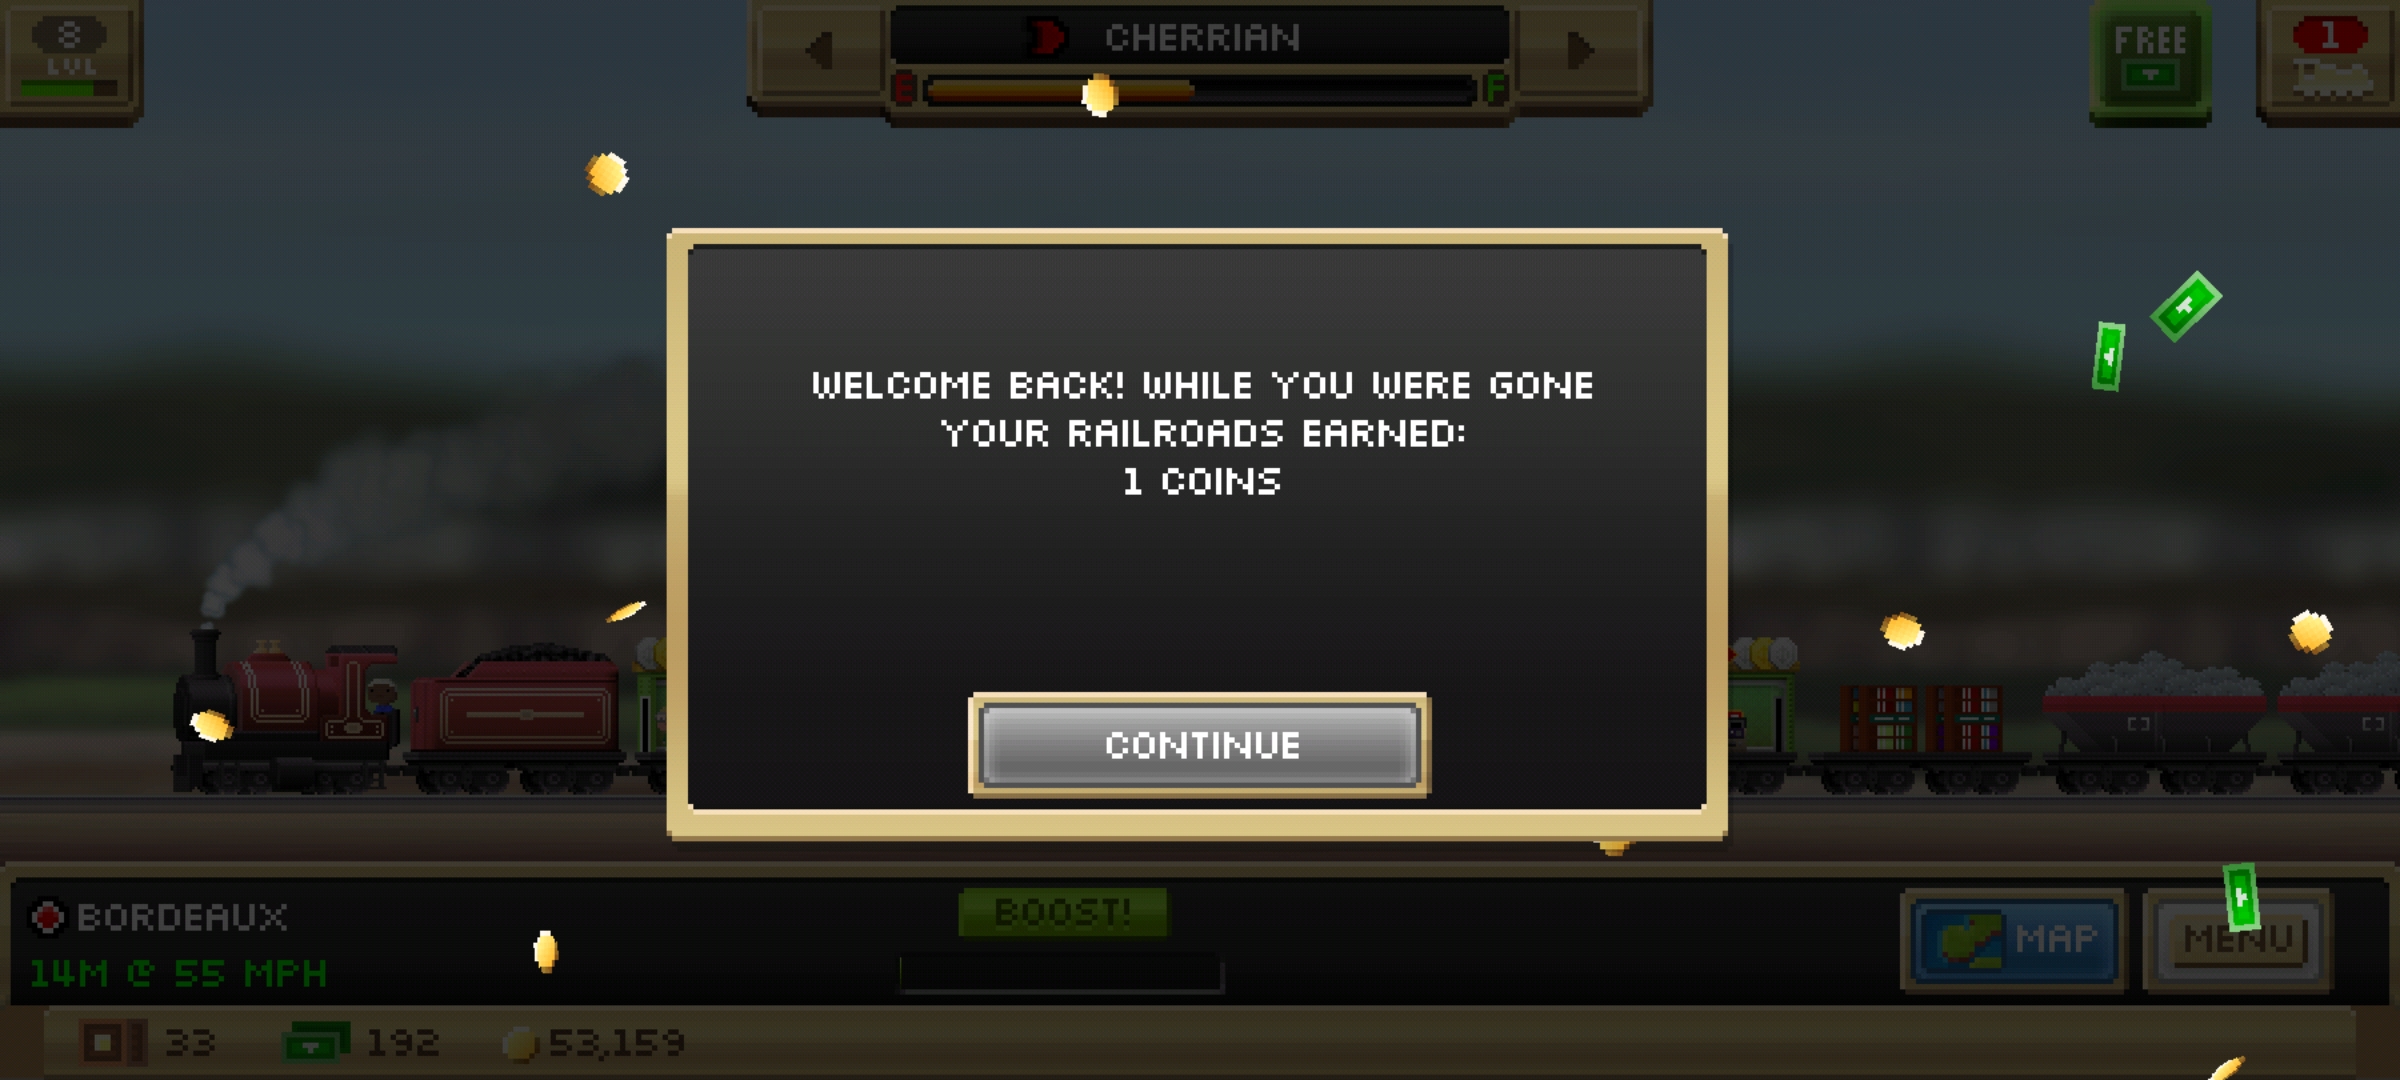 8
LVL
CHERRIAN
E
F
FREE
1
WELCOME BACK! WHILE YOU WERE GONE
YOUR RAILROADS EARNED:
1 COINS
CONTINUE
BORDEAUX
14M @ 55 MPH
BOOST!
MAP
MENU
33
192
53,159